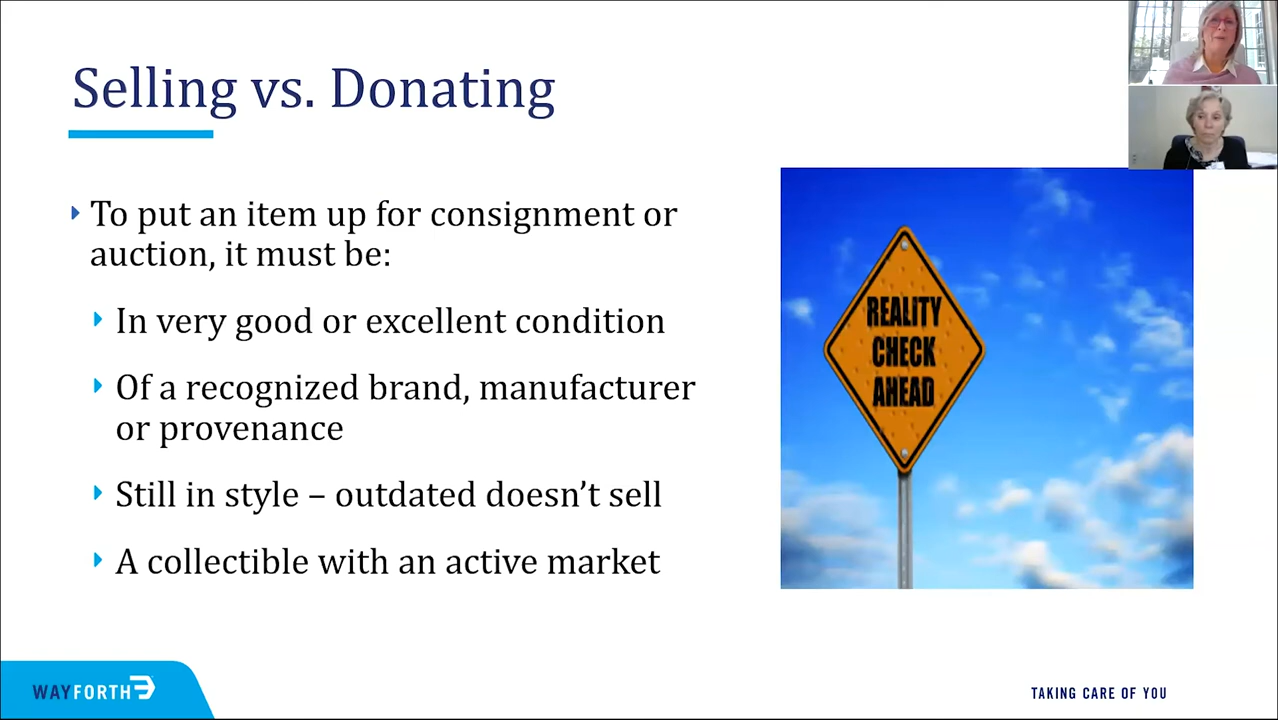 Selling vs. Donating
To put an item up for consignment or
auction, it must be:
In very good or excellent condition
Of a recognized brand, manufacturer
or provenance
Still in style – outdated doesn’t sell
A collectible with an active market
REALITY
CHECK
AHEAD
WAYFORTH
TAKING CARE OF YOU